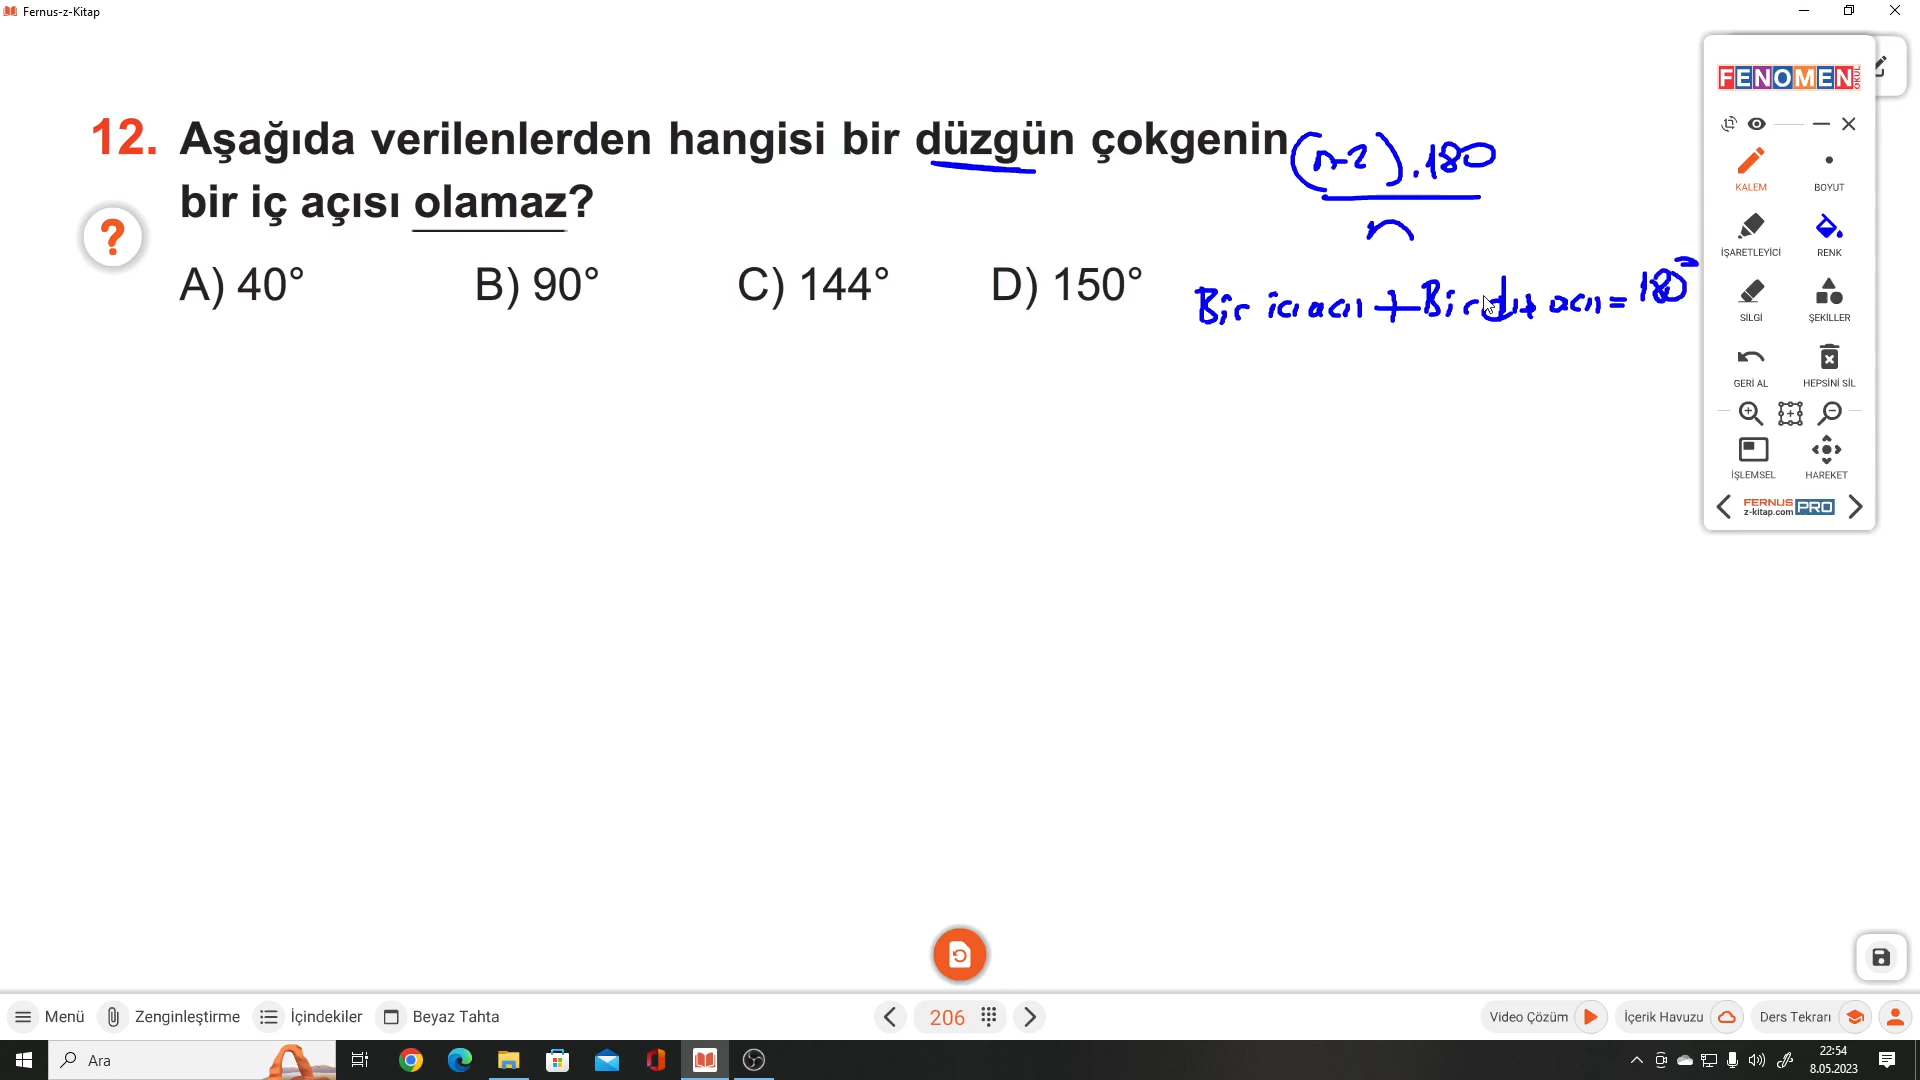 Fernus-z-Kitap
FENOMEN OKUL
12. Aşağıda verilenlerden hangisi bir düzgün çokgenin
bir iç açısı olamaz?
(n-2).180
n
?
A) 40° B) 90° C) 144° D) 150°
Bir iç açı + Bir dış açı = 180°
KALEM BOYUT
İŞARETLEYİCİ RENK
SİLGİ ŞEKİLLER
GERİ AL HEPSİNİ SİL
İŞLEMSEL HAREKET
FERNUS
z-kitap.com PRO
Menü Zenginleştirme İçindekiler Beyaz Tahta 206 Video Çözüm İçerik Havuzu Ders Tekrarı
Ara
22:54
8.05.2023